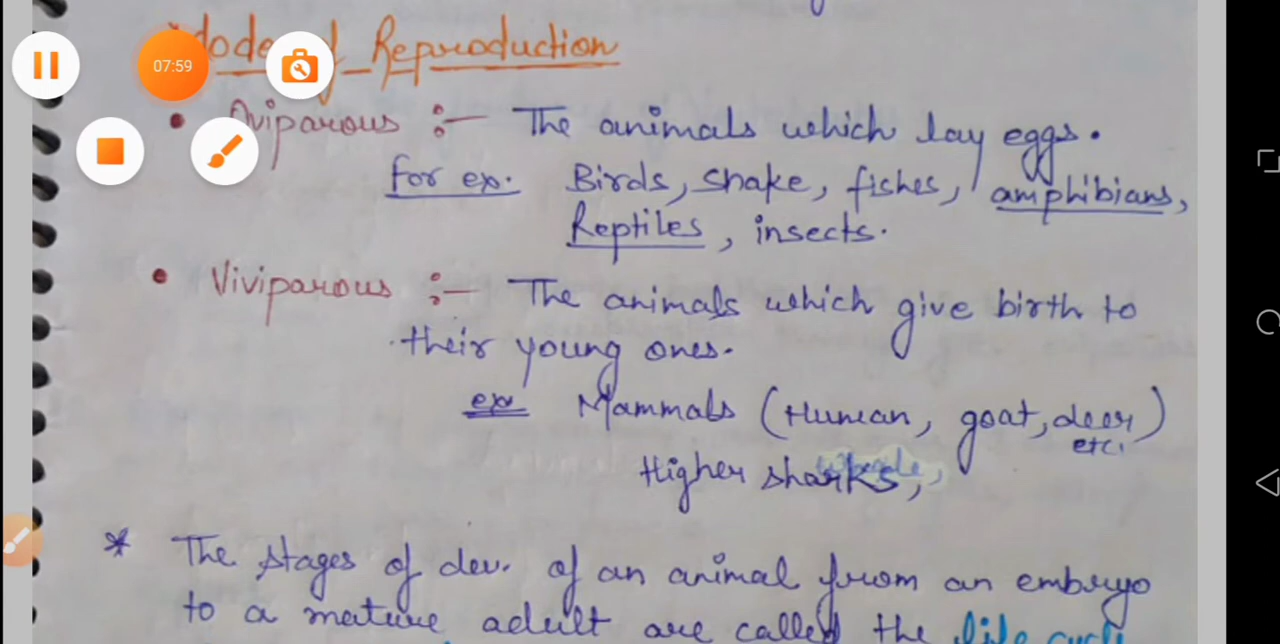 07:59
Reproduction
Oviparous :- The animals which lay eggs.
for ex. Birds, snake, fishes, amphibians,
Reptiles, insects.
Viviparous :- The animals which give birth to
their young ones.
ex Mammals (Human, goat, deer)
etc.
Higher sharks,
* The stages of dev. of an animal from an embryo
to a mature adult are called the life cycle